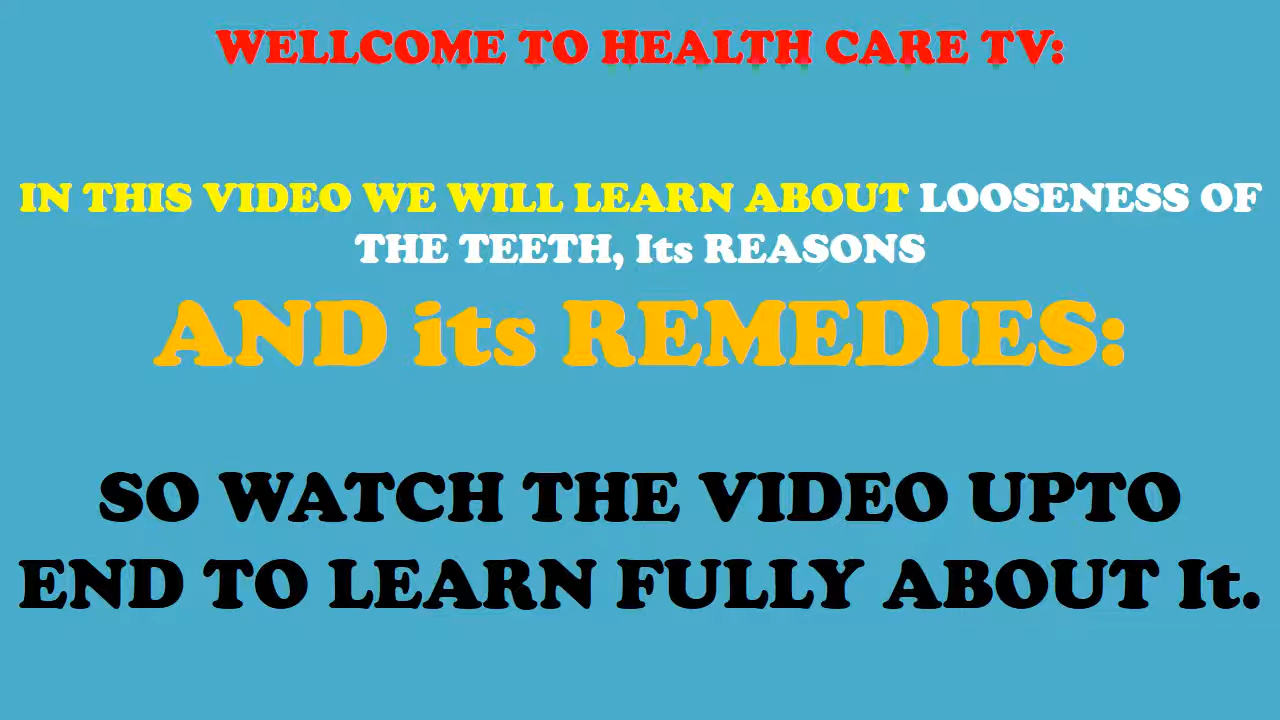 WELLCOME TO HEALTH CARE TV:
IN THIS VIDEO WE WILL LEARN ABOUT LOOSENESS OF
THE TEETH, Its REASONS
AND its REMEDIES:
SO WATCH THE VIDEO UPTO
END TO LEARN FULLY ABOUT It.